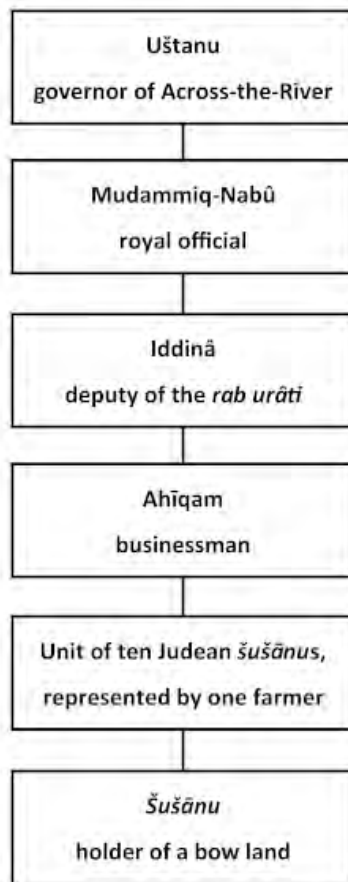 Uštanu
governor of Across-the-River
Mudammiq-Nabû
royal official
Iddinâ
deputy of the rab urâti
Ahīqam
businessman
Unit of ten Judean šušānus,
represented by one farmer
Šušānu
holder of a bow land